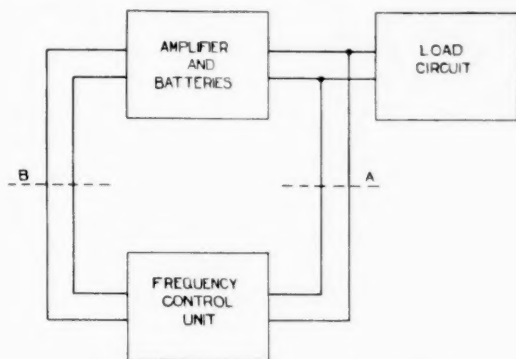 AMPLIFIER
AND
BATTERIES
LOAD
CIRCUIT
B
A
FREQUENCY
CONTROL
UNIT